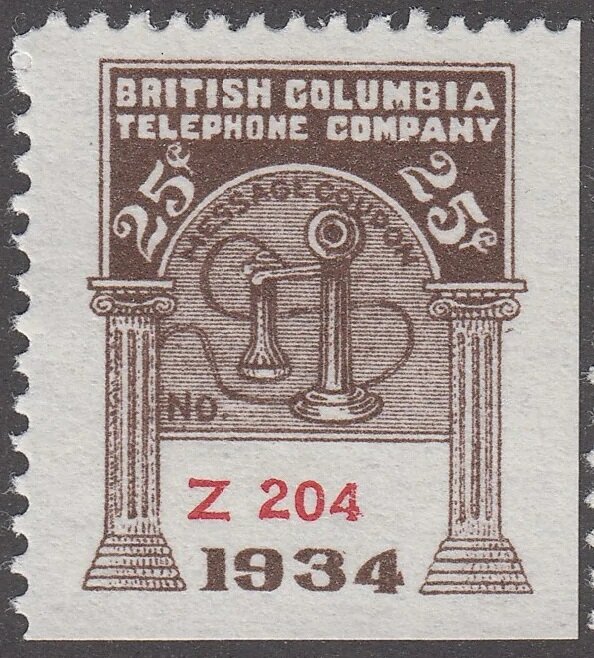 BRITISH COLUMBIA
TELEPHONE COMPANY
25¢ 25¢
MESSAGE COUPON
NO.
Z 204
1934